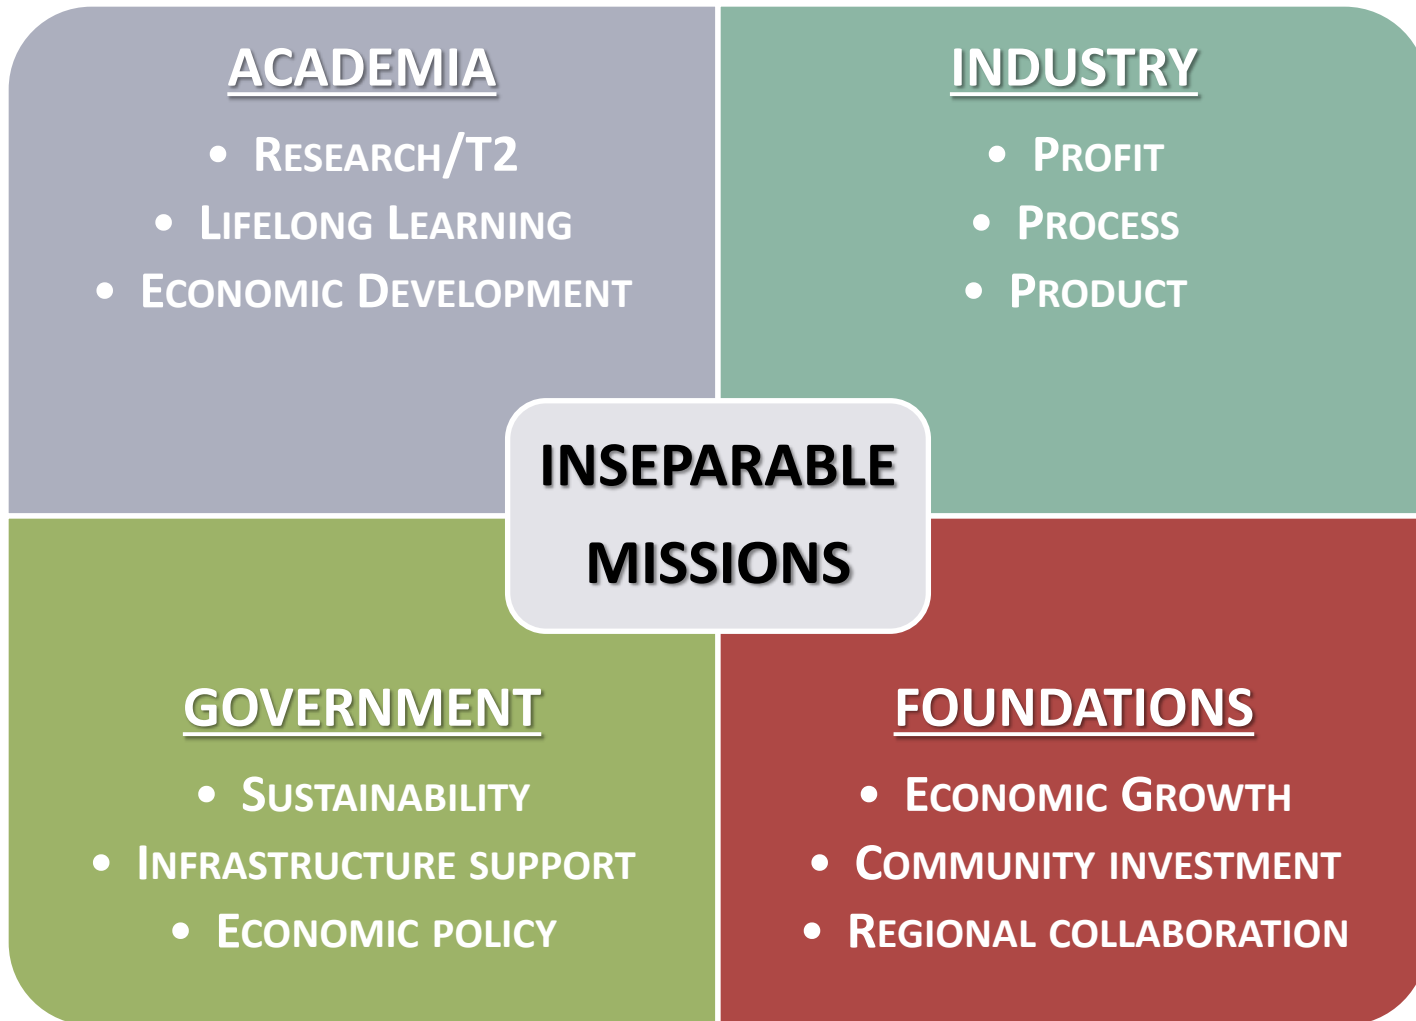 ACADEMIA
• Research/T2
• Lifelong Learning
• Economic Development
INDUSTRY
• Profit
• Process
• Product
INSEPARABLE
MISSIONS
GOVERNMENT
• Sustainability
• Infrastructure support
• Economic policy
FOUNDATIONS
• Economic Growth
• Community investment
• Regional collaboration